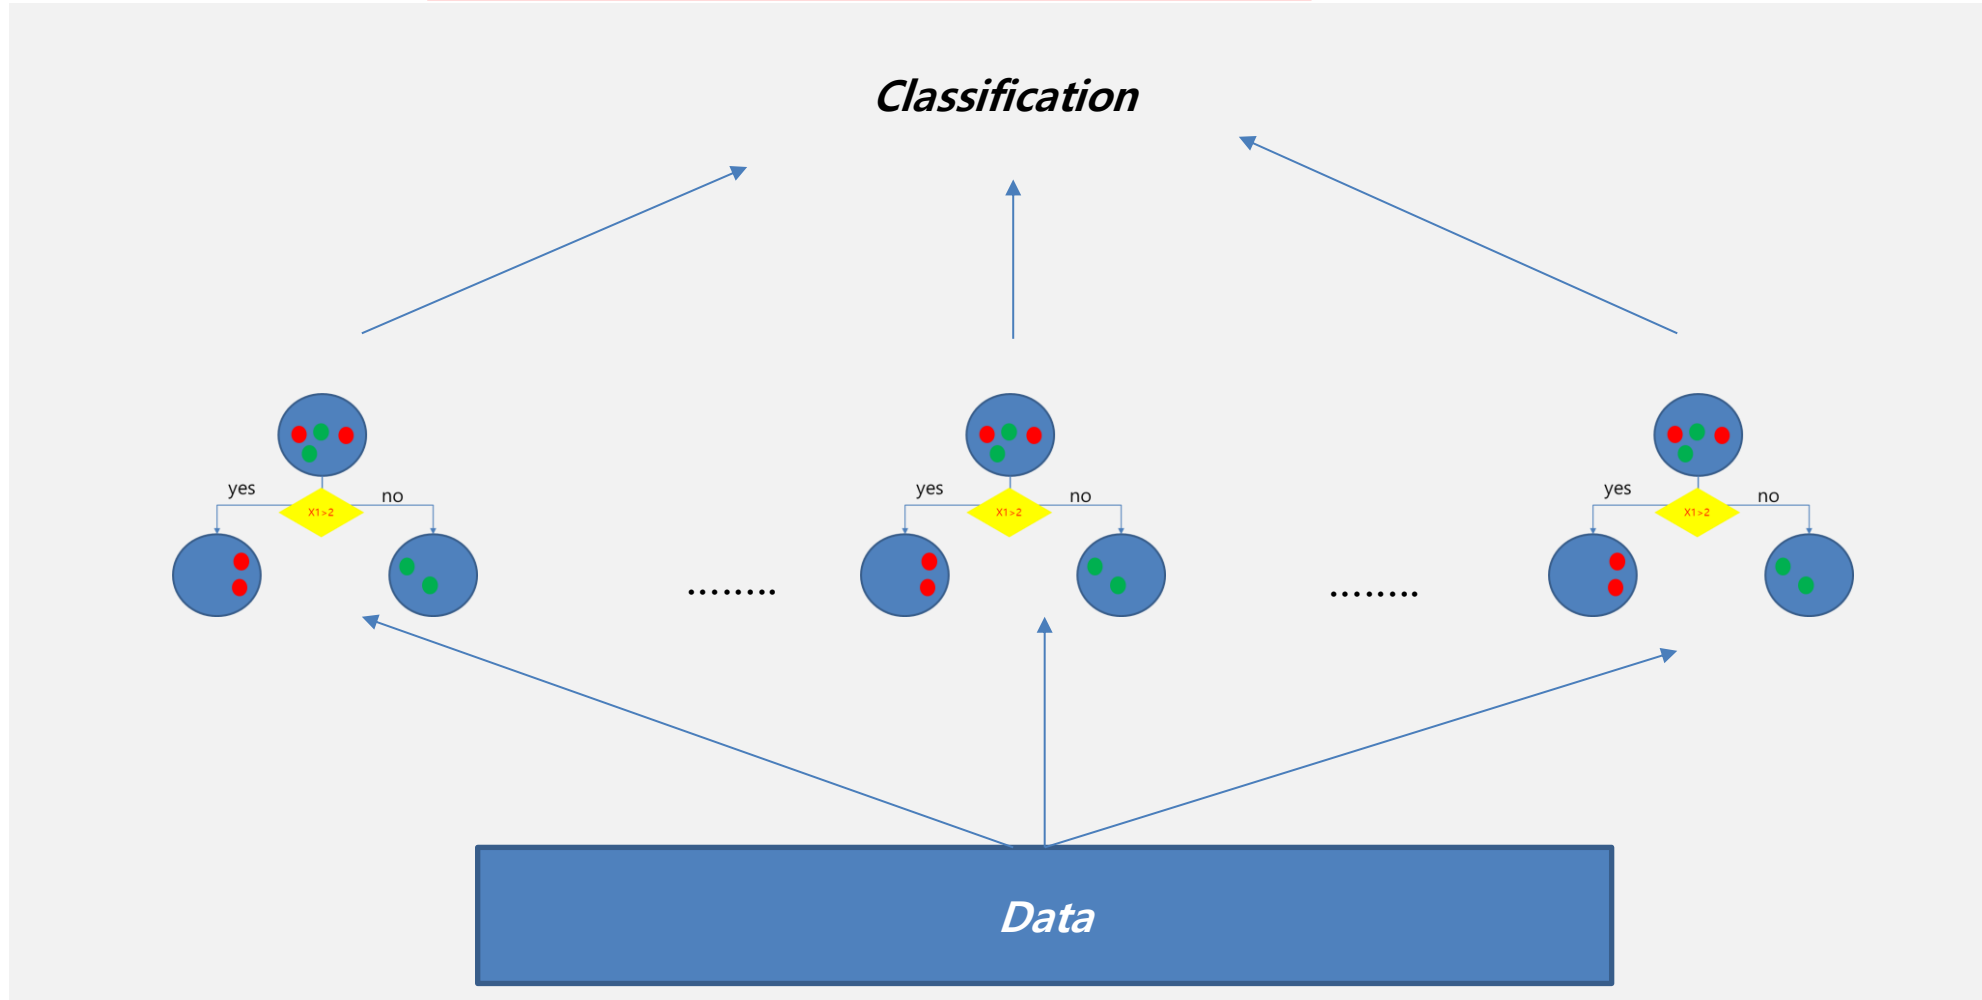 Classification
yes
no
X1>2
yes
no
X1>2
yes
no
X1>2
........
........
Data